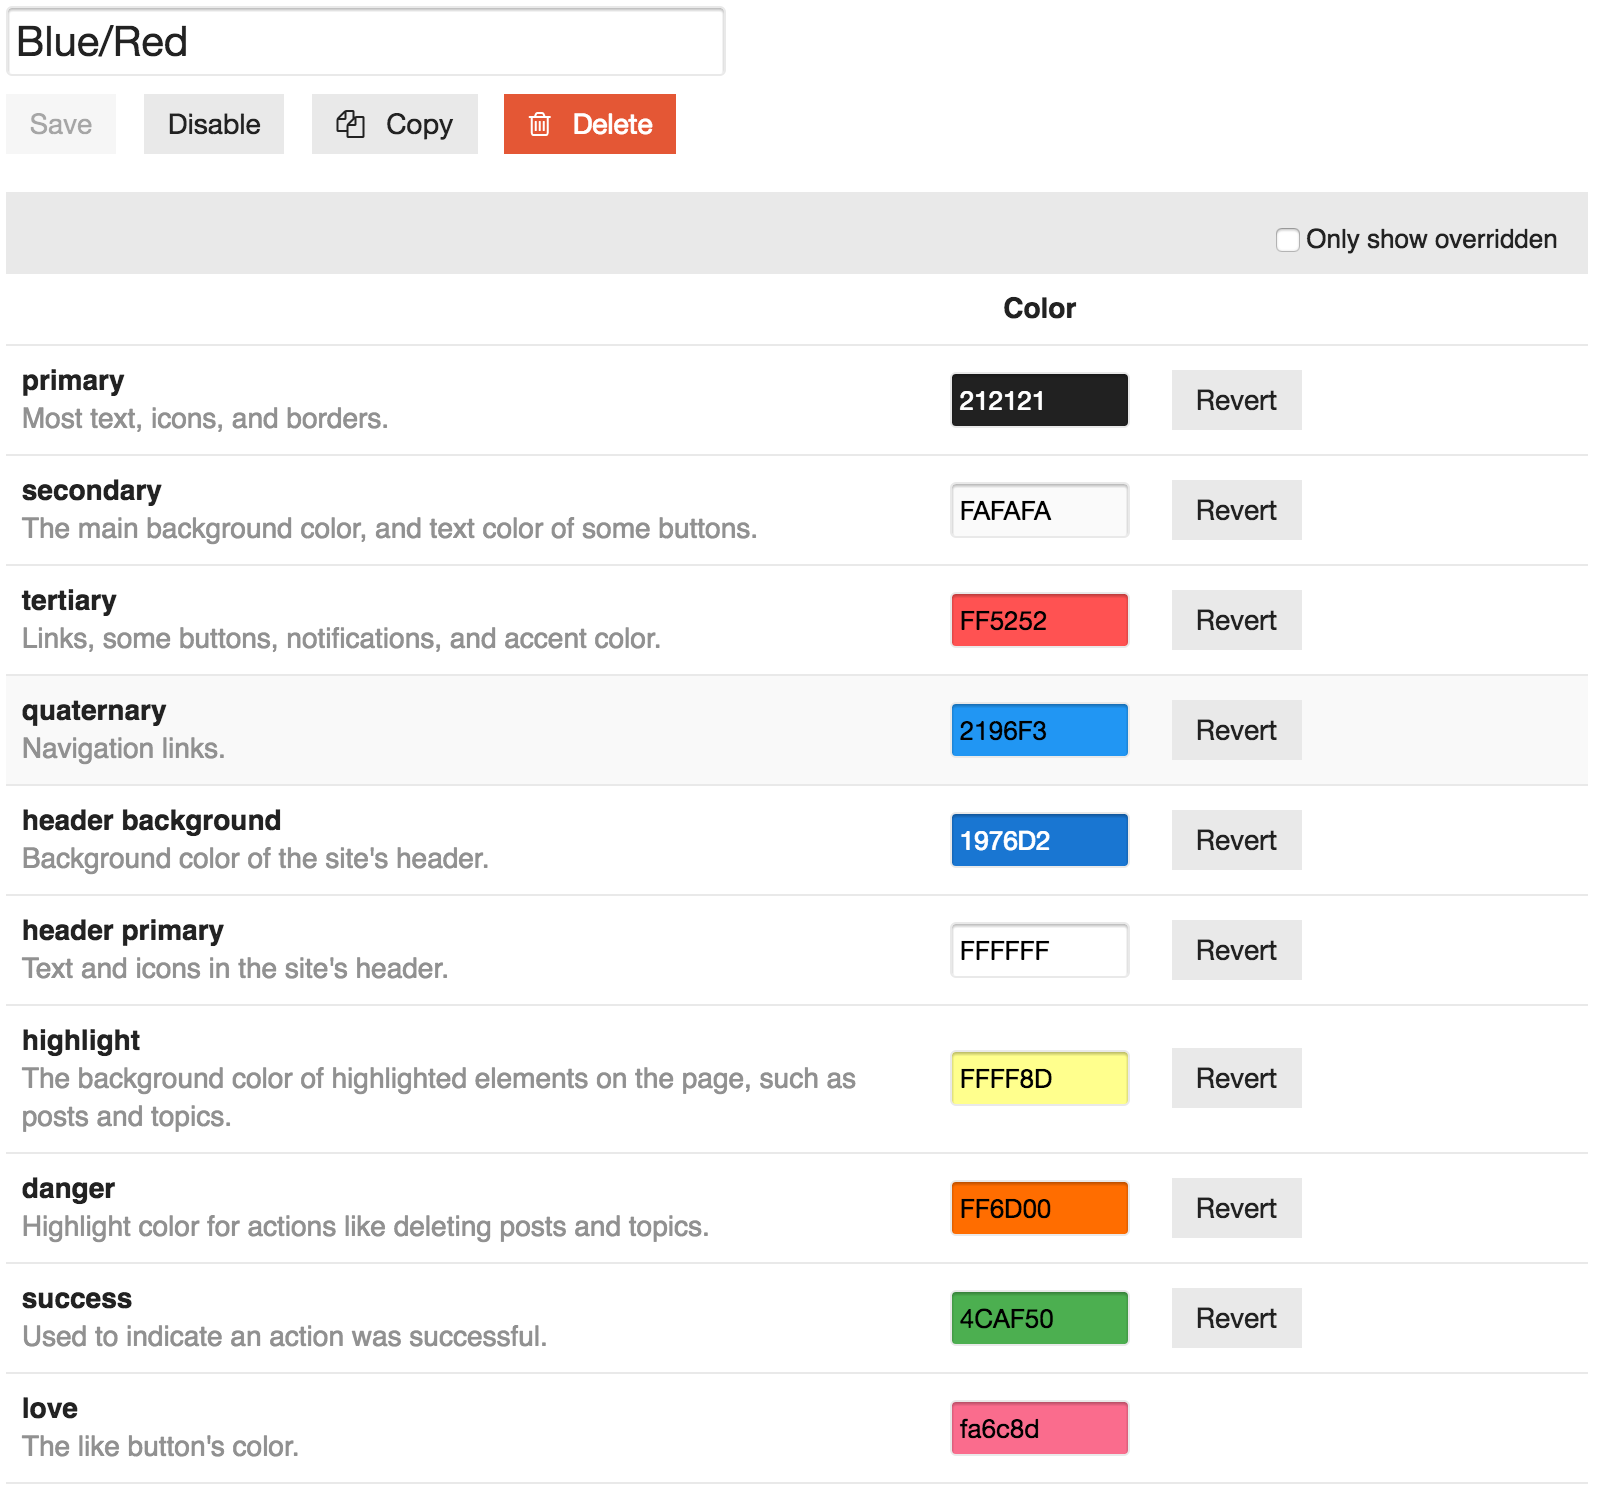 Blue/Red
Save Disable Copy Delete
Only show overridden
Color
primary
Most text, icons, and borders.
212121 Revert
secondary
The main background color, and text color of some buttons.
FAFAFA Revert
tertiary
Links, some buttons, notifications, and accent color.
FF5252 Revert
quaternary
Navigation links.
2196F3 Revert
header background
Background color of the site's header.
1976D2 Revert
header primary
Text and icons in the site's header.
FFFFFF Revert
highlight
The background color of highlighted elements on the page, such as
posts and topics.
FFFF8D Revert
danger
Highlight color for actions like deleting posts and topics.
FF6D00 Revert
success
Used to indicate an action was successful.
4CAF50 Revert
love
The like button's color.
fa6c8d